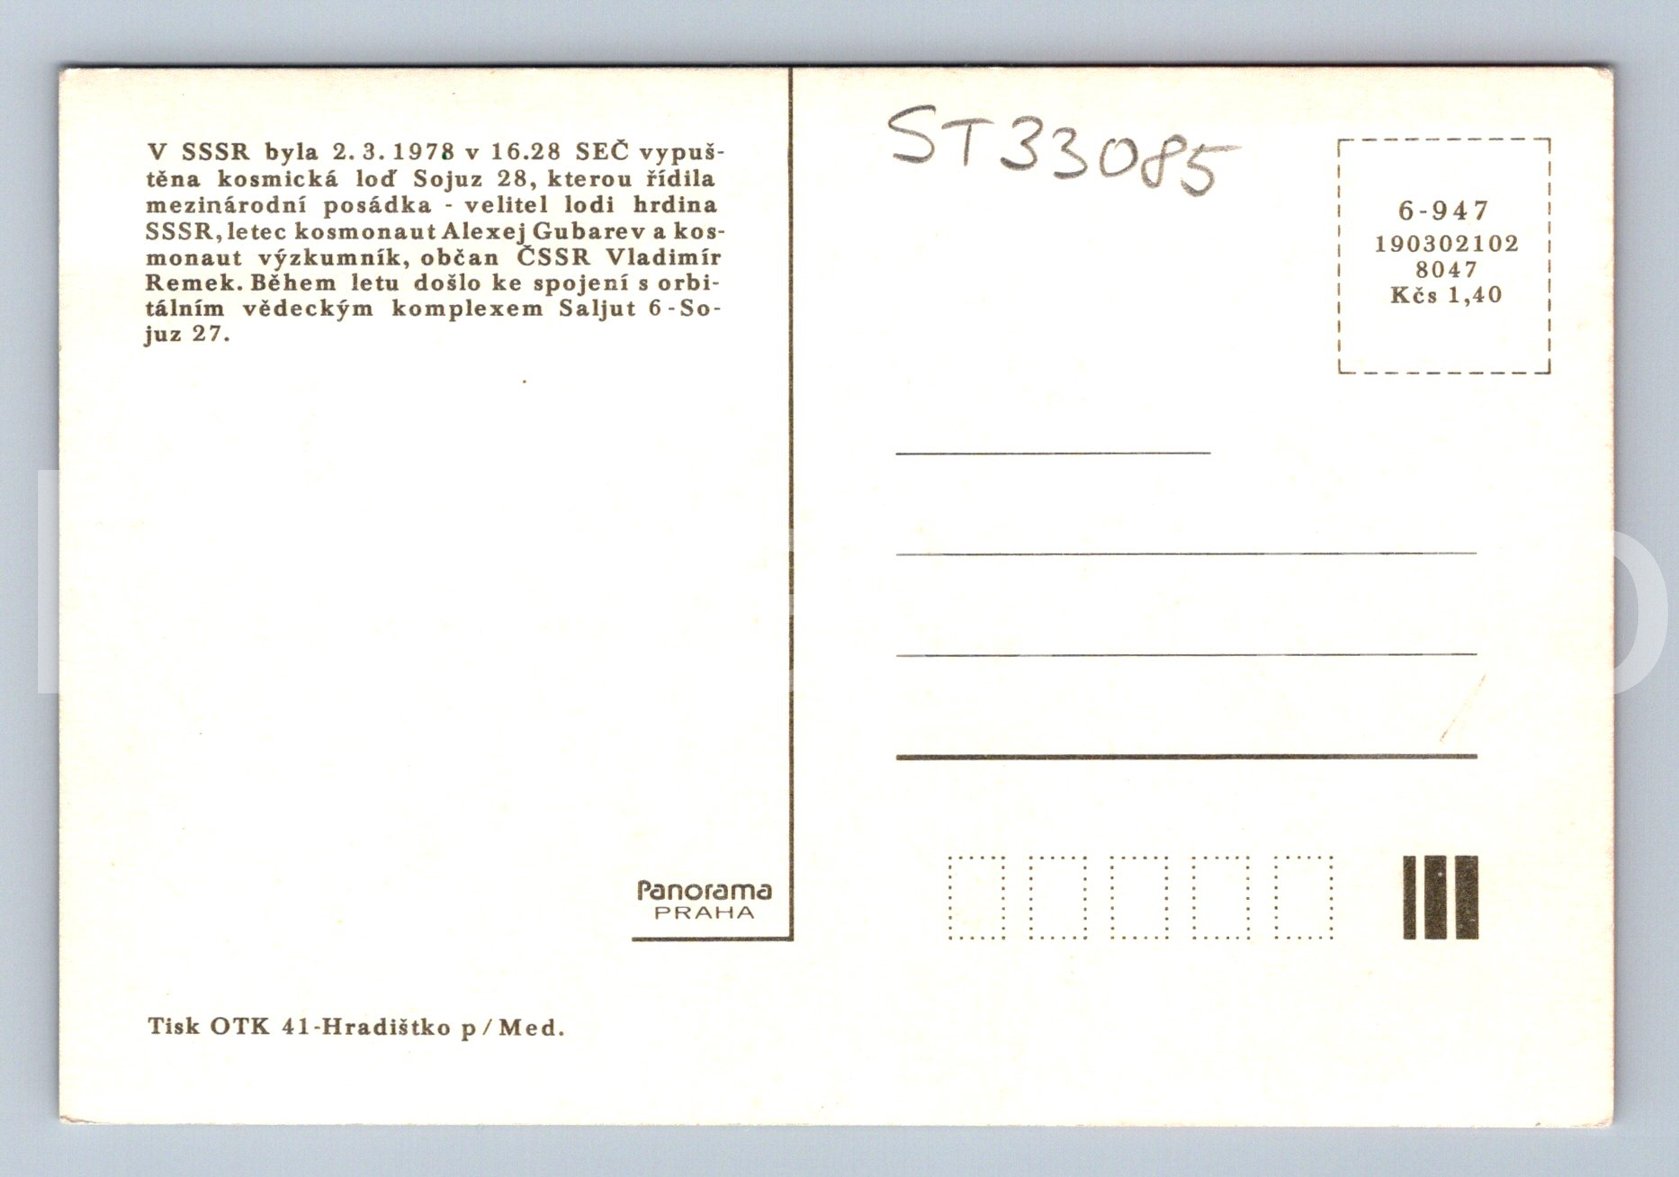 V SSSR byla 2. 3. 1978 v 16.28 SEČ vypuš-
těna kosmická loď Sojuz 28, kterou řídila
mezinárodní posádka - velitel lodi hrdina
SSSR, letec kosmonaut Alexej Gubarev a kos-
monaut výzkumník, občan ČSSR Vladimír
Remek. Během letu došlo ke spojení s orbi-
tálním vědeckým komplexem Saljut 6 - So-
juz 27.
Panorama
PRAHA
Tisk OTK 41-Hradištko p / Med.
ST33085
6-947
190302102
8047
Kčs 1,40